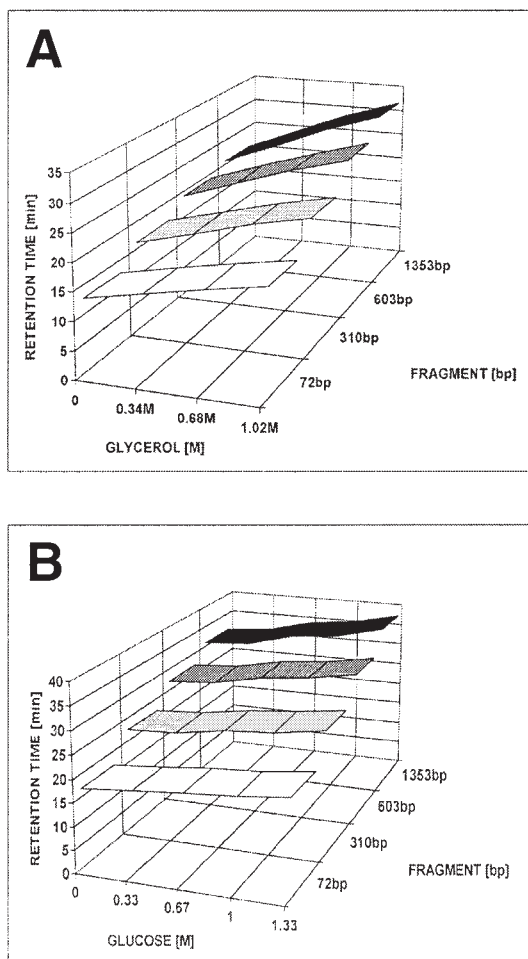 A
35
30
25
20
15
10
5
0
RETENTION TIME [min]
0
0.34M
0.68M
1.02M
GLYCEROL [M]
72bp
310bp
603bp
1353bp
FRAGMENT [bp]
B
40
35
30
25
20
15
10
5
0
RETENTION TIME [min]
0
0.33
0.67
1
1.33
GLUCOSE [M]
72bp
310bp
603bp
1353bp
FRAGMENT [bp]